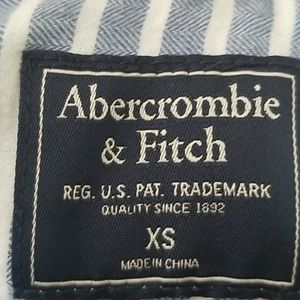 Abercrombie
& Fitch
REG. U.S. PAT. TRADEMARK
QUALITY SINCE 1892
XS
MADE IN CHINA